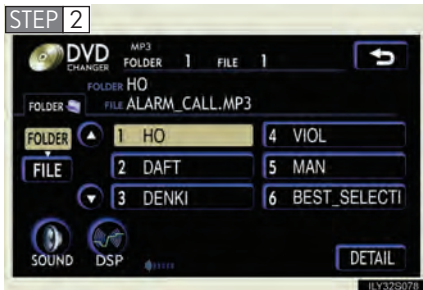 STEP 2
DVD CHANGER
MP3
FOLDER 1 FILE 1
FOLDER HO
FILE ALARM_CALL.MP3
FOLDER
FOLDER
FILE
1 HO
4 VIOL
2 DAFT
5 MAN
3 DENKI
6 BEST_SELECTI
SOUND
DSP
DETAIL
ILY32S078